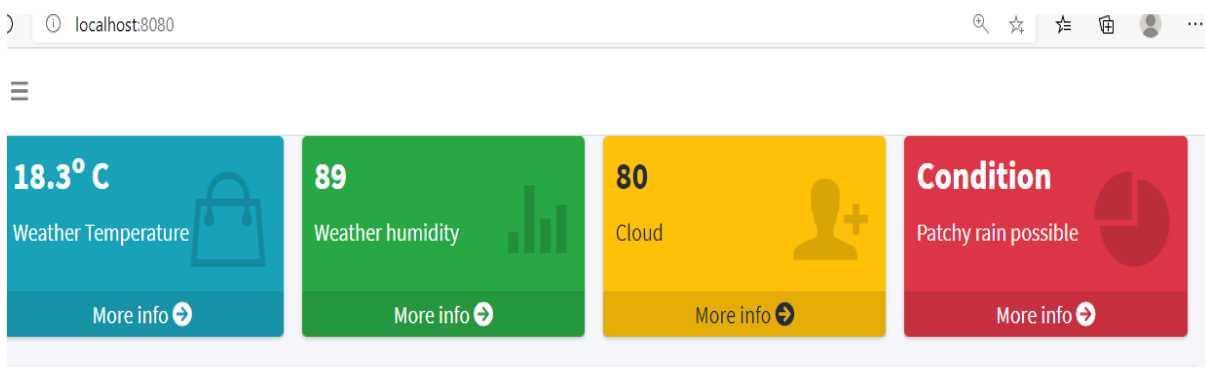 localhost:8080
18.3° C
Weather Temperature
More info
89
Weather humidity
More info
80
Cloud
More info
Condition
Patchy rain possible
More info